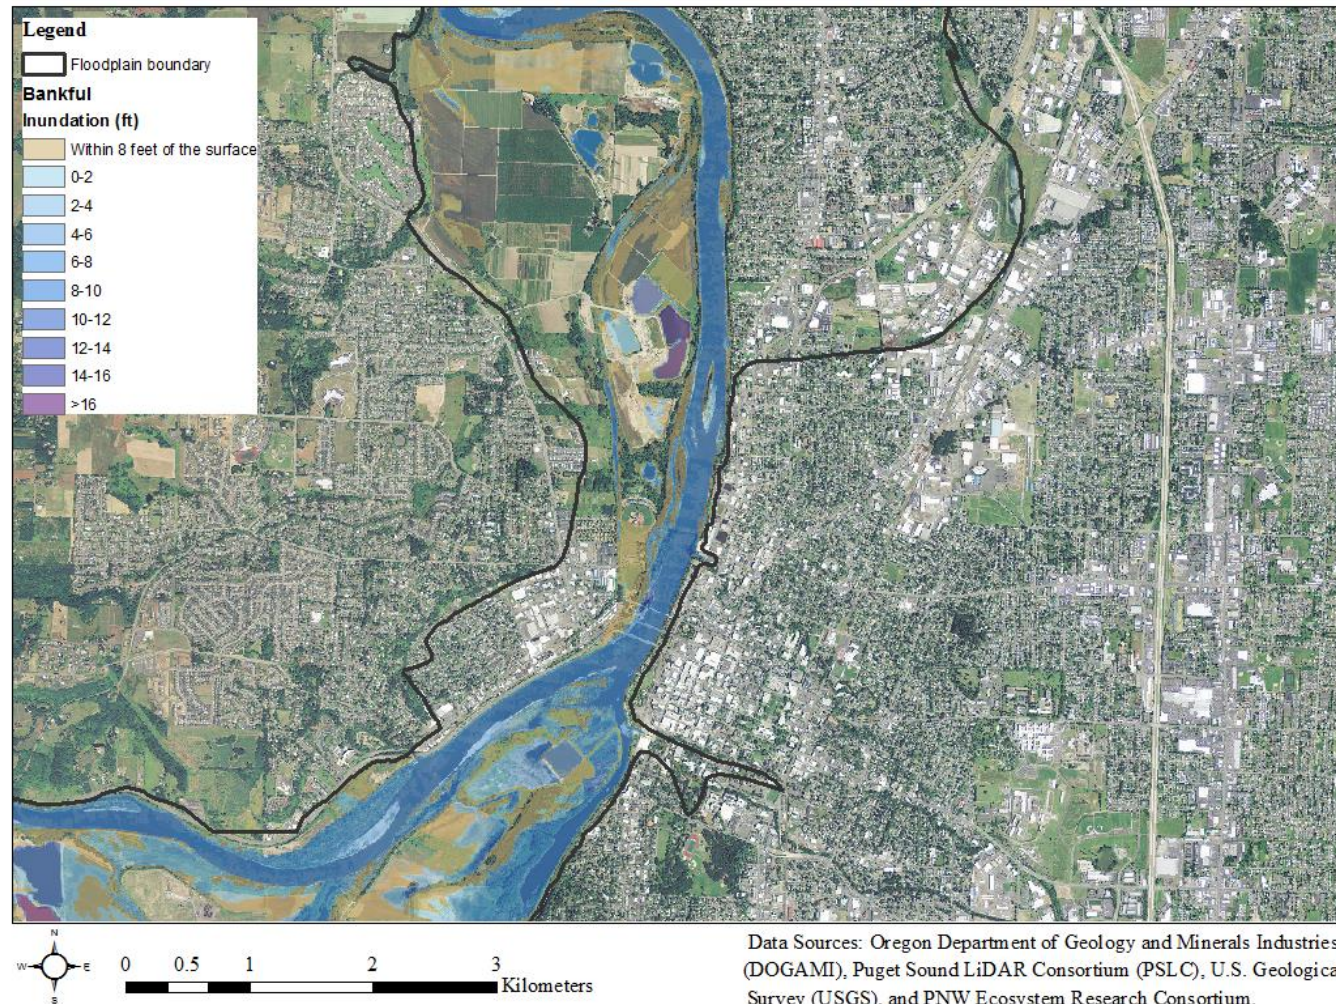 Legend
Floodplain boundary
Bankful
Inundation (ft)
Within 8 feet of the surface
0-2
2-4
4-6
6-8
8-10
10-12
12-14
14-16
>16
N
W E
S
0 0.5 1 2 3
Kilometers
Data Sources: Oregon Department of Geology and Minerals Industries
(DOGAMI), Puget Sound LiDAR Consortium (PSLC), U.S. Geologica
Survey (USGS), and PNW Ecosystem Research Consortium.